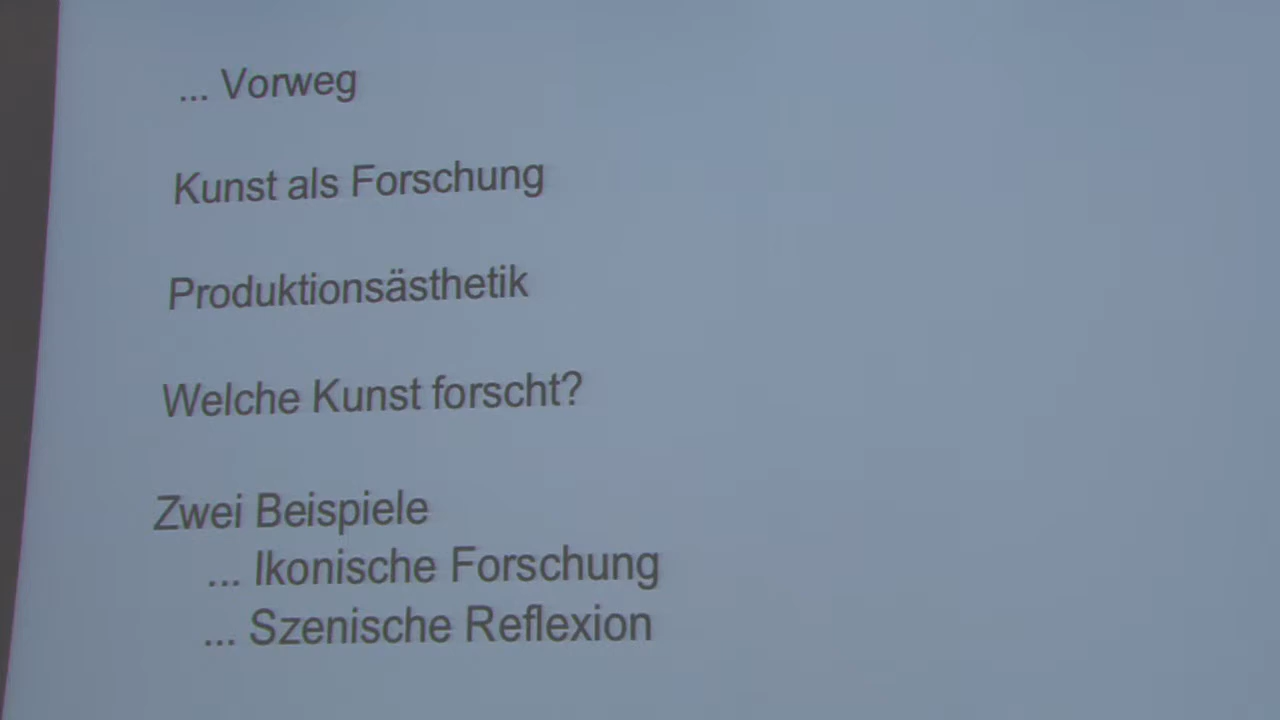 ... Vorweg
Kunst als Forschung
Produktionsästhetik
Welche Kunst forscht?
Zwei Beispiele
... Ikonische Forschung
... Szenische Reflexion